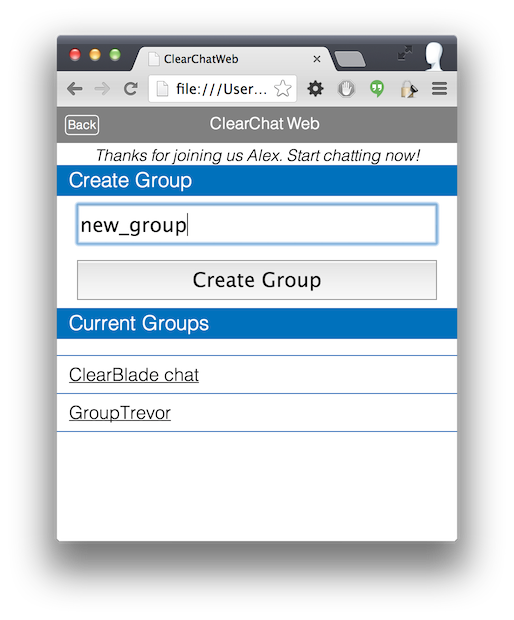 ClearChatWeb
file:///User...
Back
ClearChat Web
Thanks for joining us Alex. Start chatting now!
Create Group
new_group
Create Group
Current Groups
ClearBlade chat
GroupTrevor